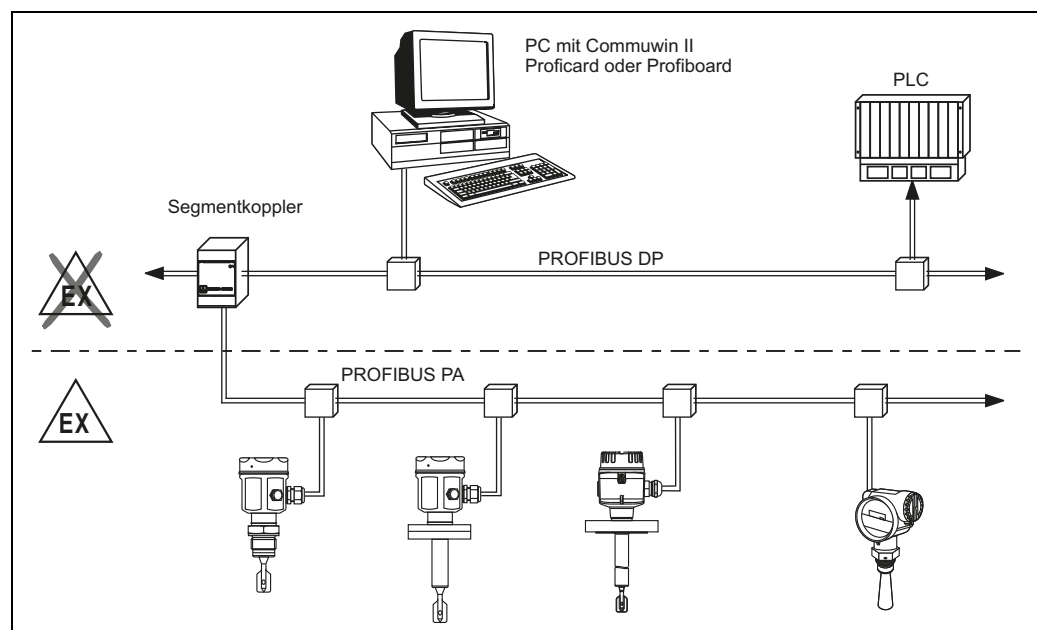 PC mit Commuwin II
Proficard oder Profiboard
PLC
Segmentkoppler
PROFIBUS DP
EX
PROFIBUS PA
EX